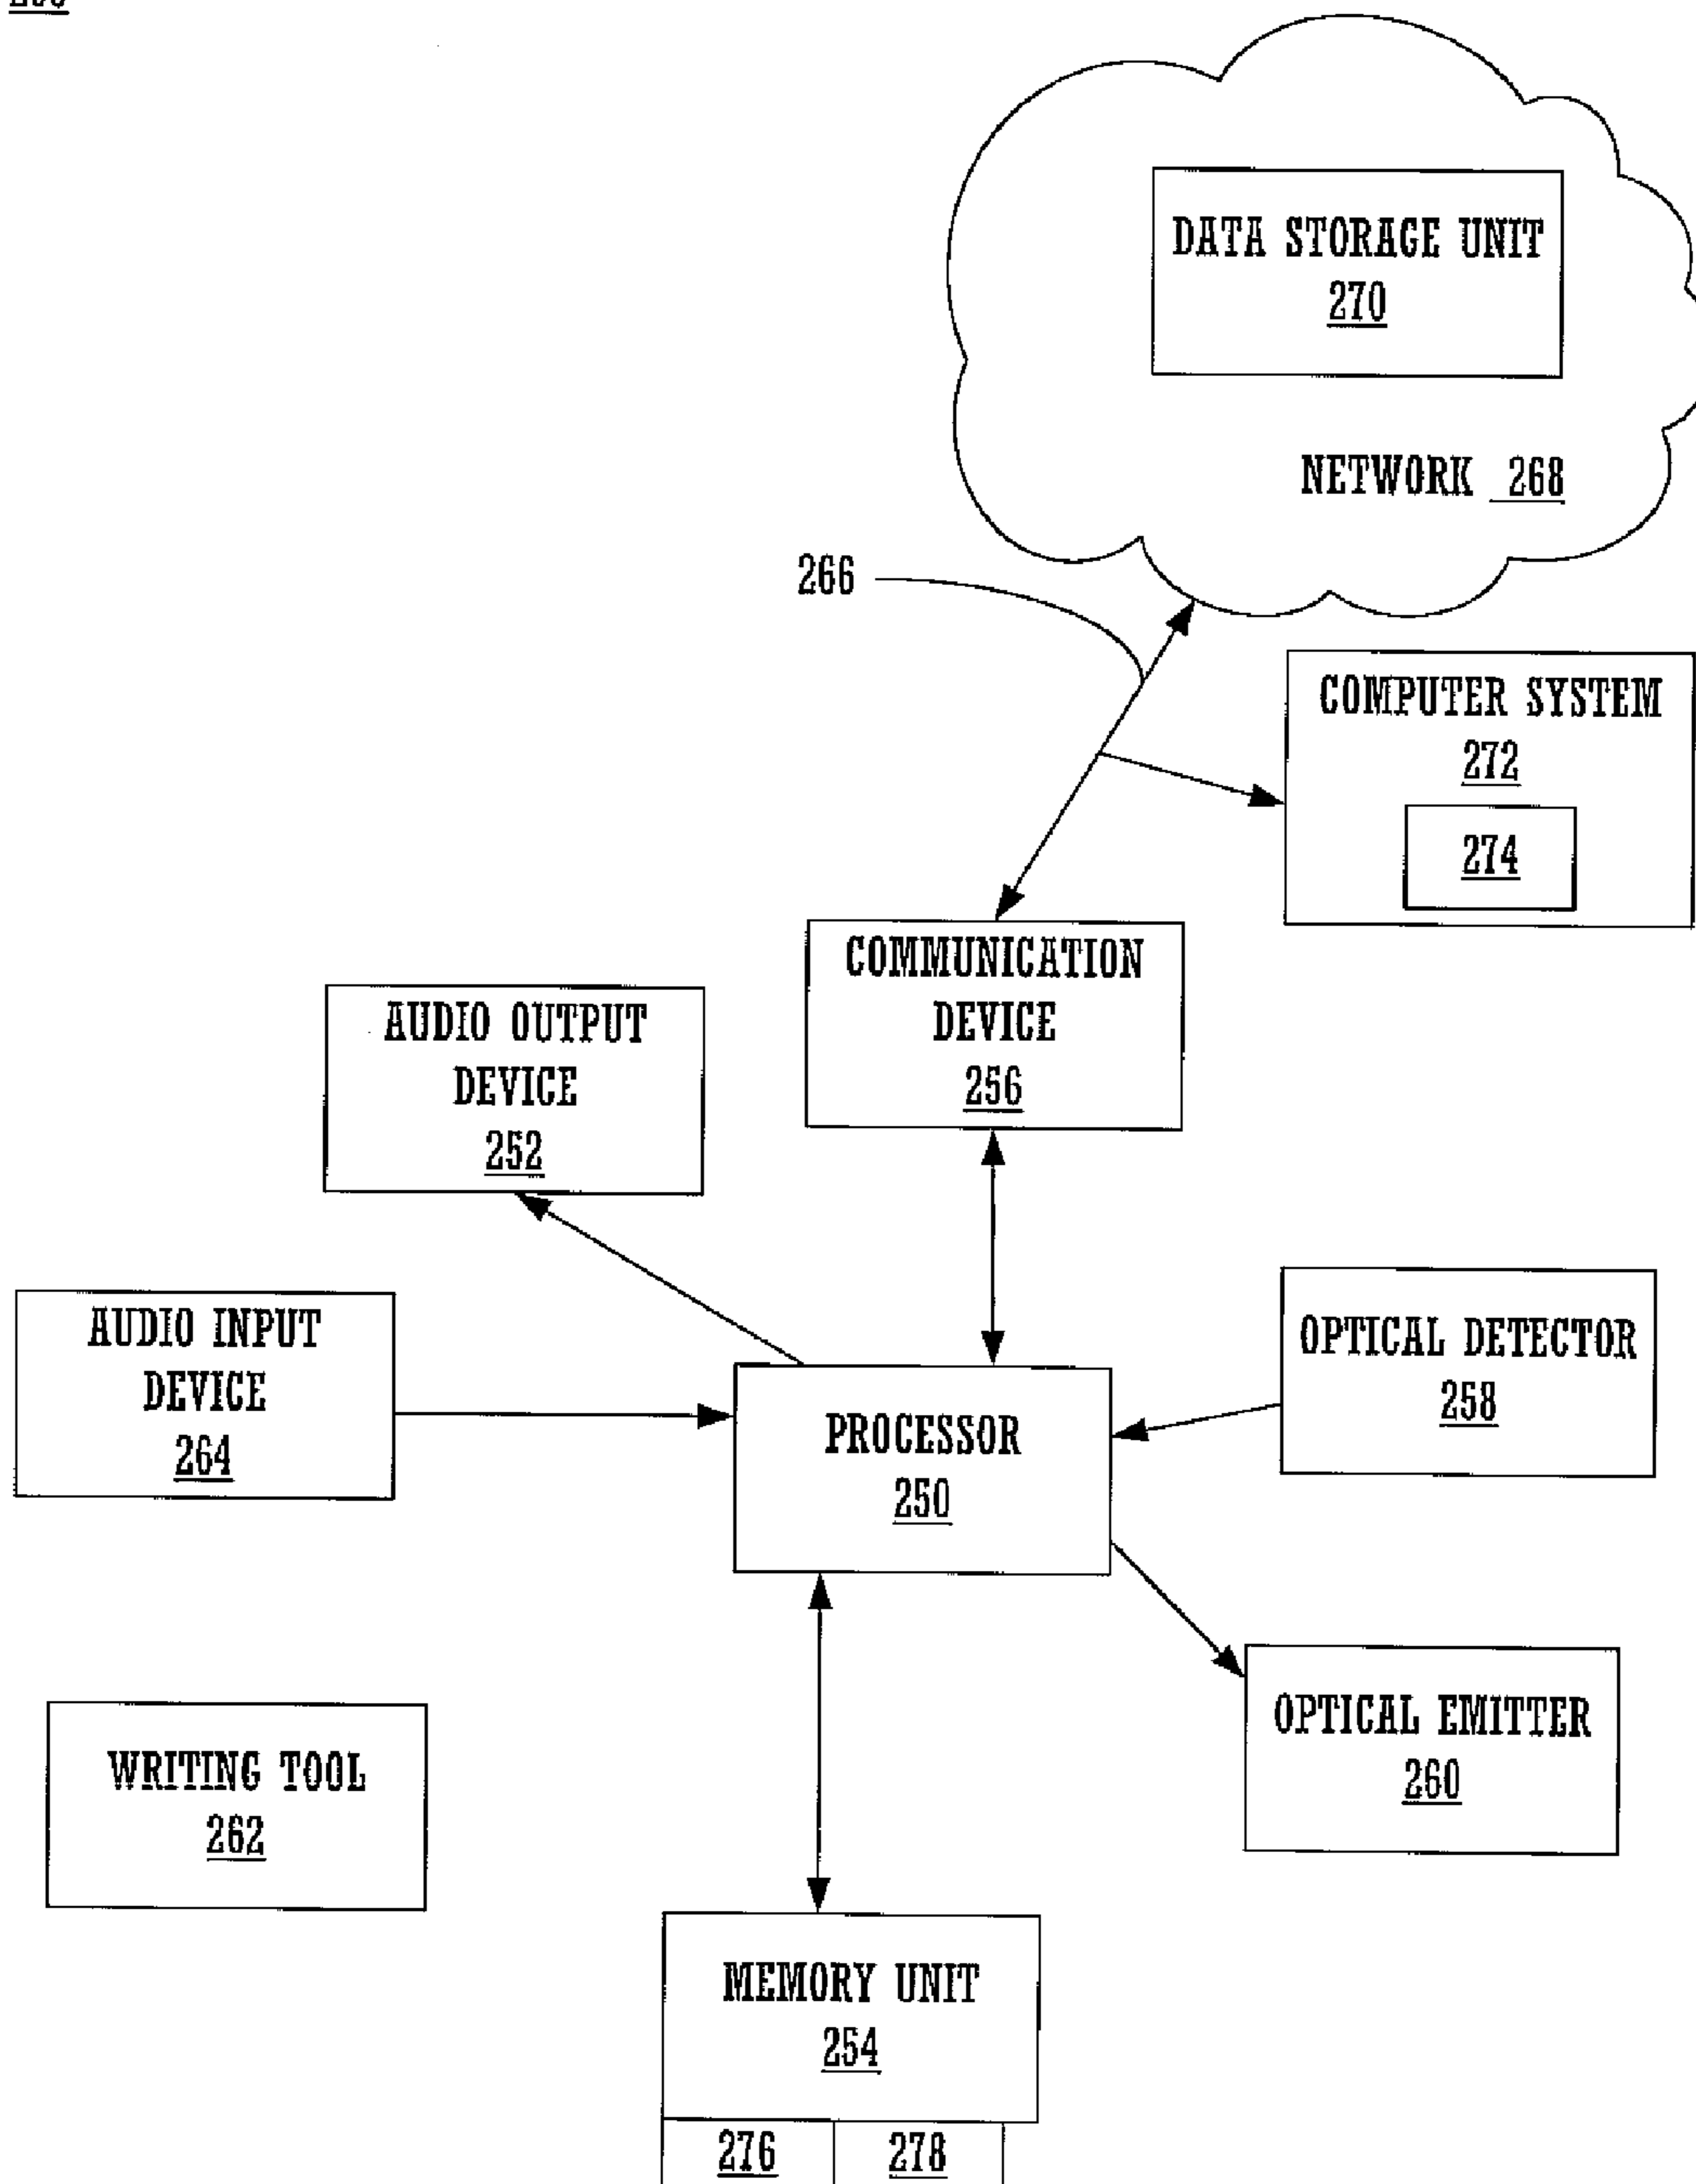 DATA STORAGE UNIT
270
NETWORK 268
266
COMPUTER SYSTEM
272
274
COMMUNICATION
DEVICE
256
AUDIO OUTPUT
DEVICE
252
AUDIO INPUT
DEVICE
264
PROCESSOR
250
OPTICAL DETECTOR
258
OPTICAL EMITTER
260
WRITING TOOL
262
MEMORY UNIT
254
276 278